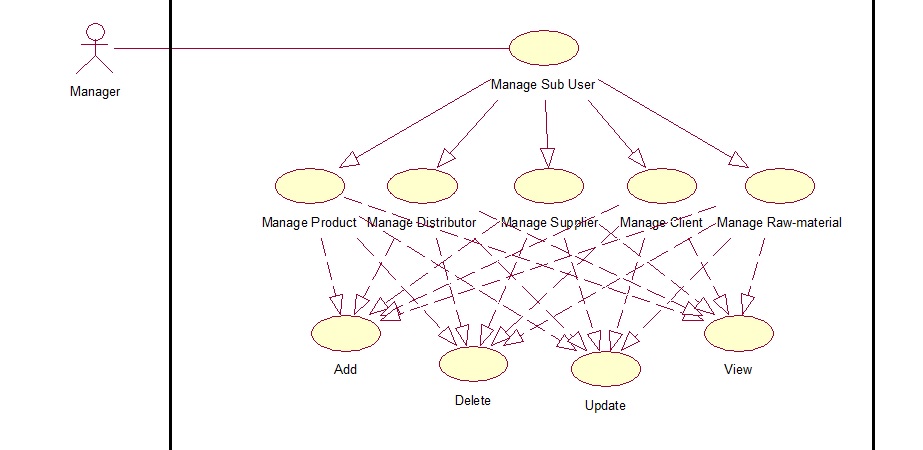 Manager
Manage Sub User
Manage Product
Manage Distributor
Manage Supplier
Manage Client
Manage Raw-material
Add
Delete
Update
View